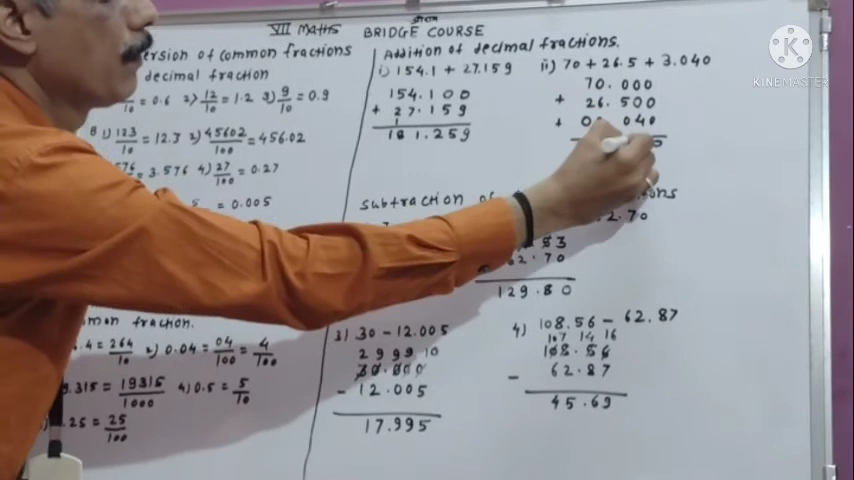 VII Maths BRIDGE COURSE
ersion of common fractions
decimal fraction
= 0.6 2) 12/10 = 1.2 3) 9/10 = 0.9
1) 123/10 = 12.3 2) 45602/100 = 456.02
= 3.576 4) 27/100 = 0.27
= 0.005
mon fraction.
.4 = 264/10 2) 0.04 = 04/100 = 4/100
9.315 = 19315/1000 4) 0.5 = 5/10
.25 = 25/100
Addition of decimal fractions.
i) 154.1 + 27.159
154.100
+ 27.159
181.259
ii) 70 + 26.5 + 3.040
70.000
+ 26.500
+ 0 040
Subtraction of
2.70
53
62.70
129.80
3) 30 - 12.005
2 9 9 9 10
30.000
- 12.005
17.995
4) 108.56 - 62.87
107 14 16
108.56
- 62.87
45.69
KINEMASTER